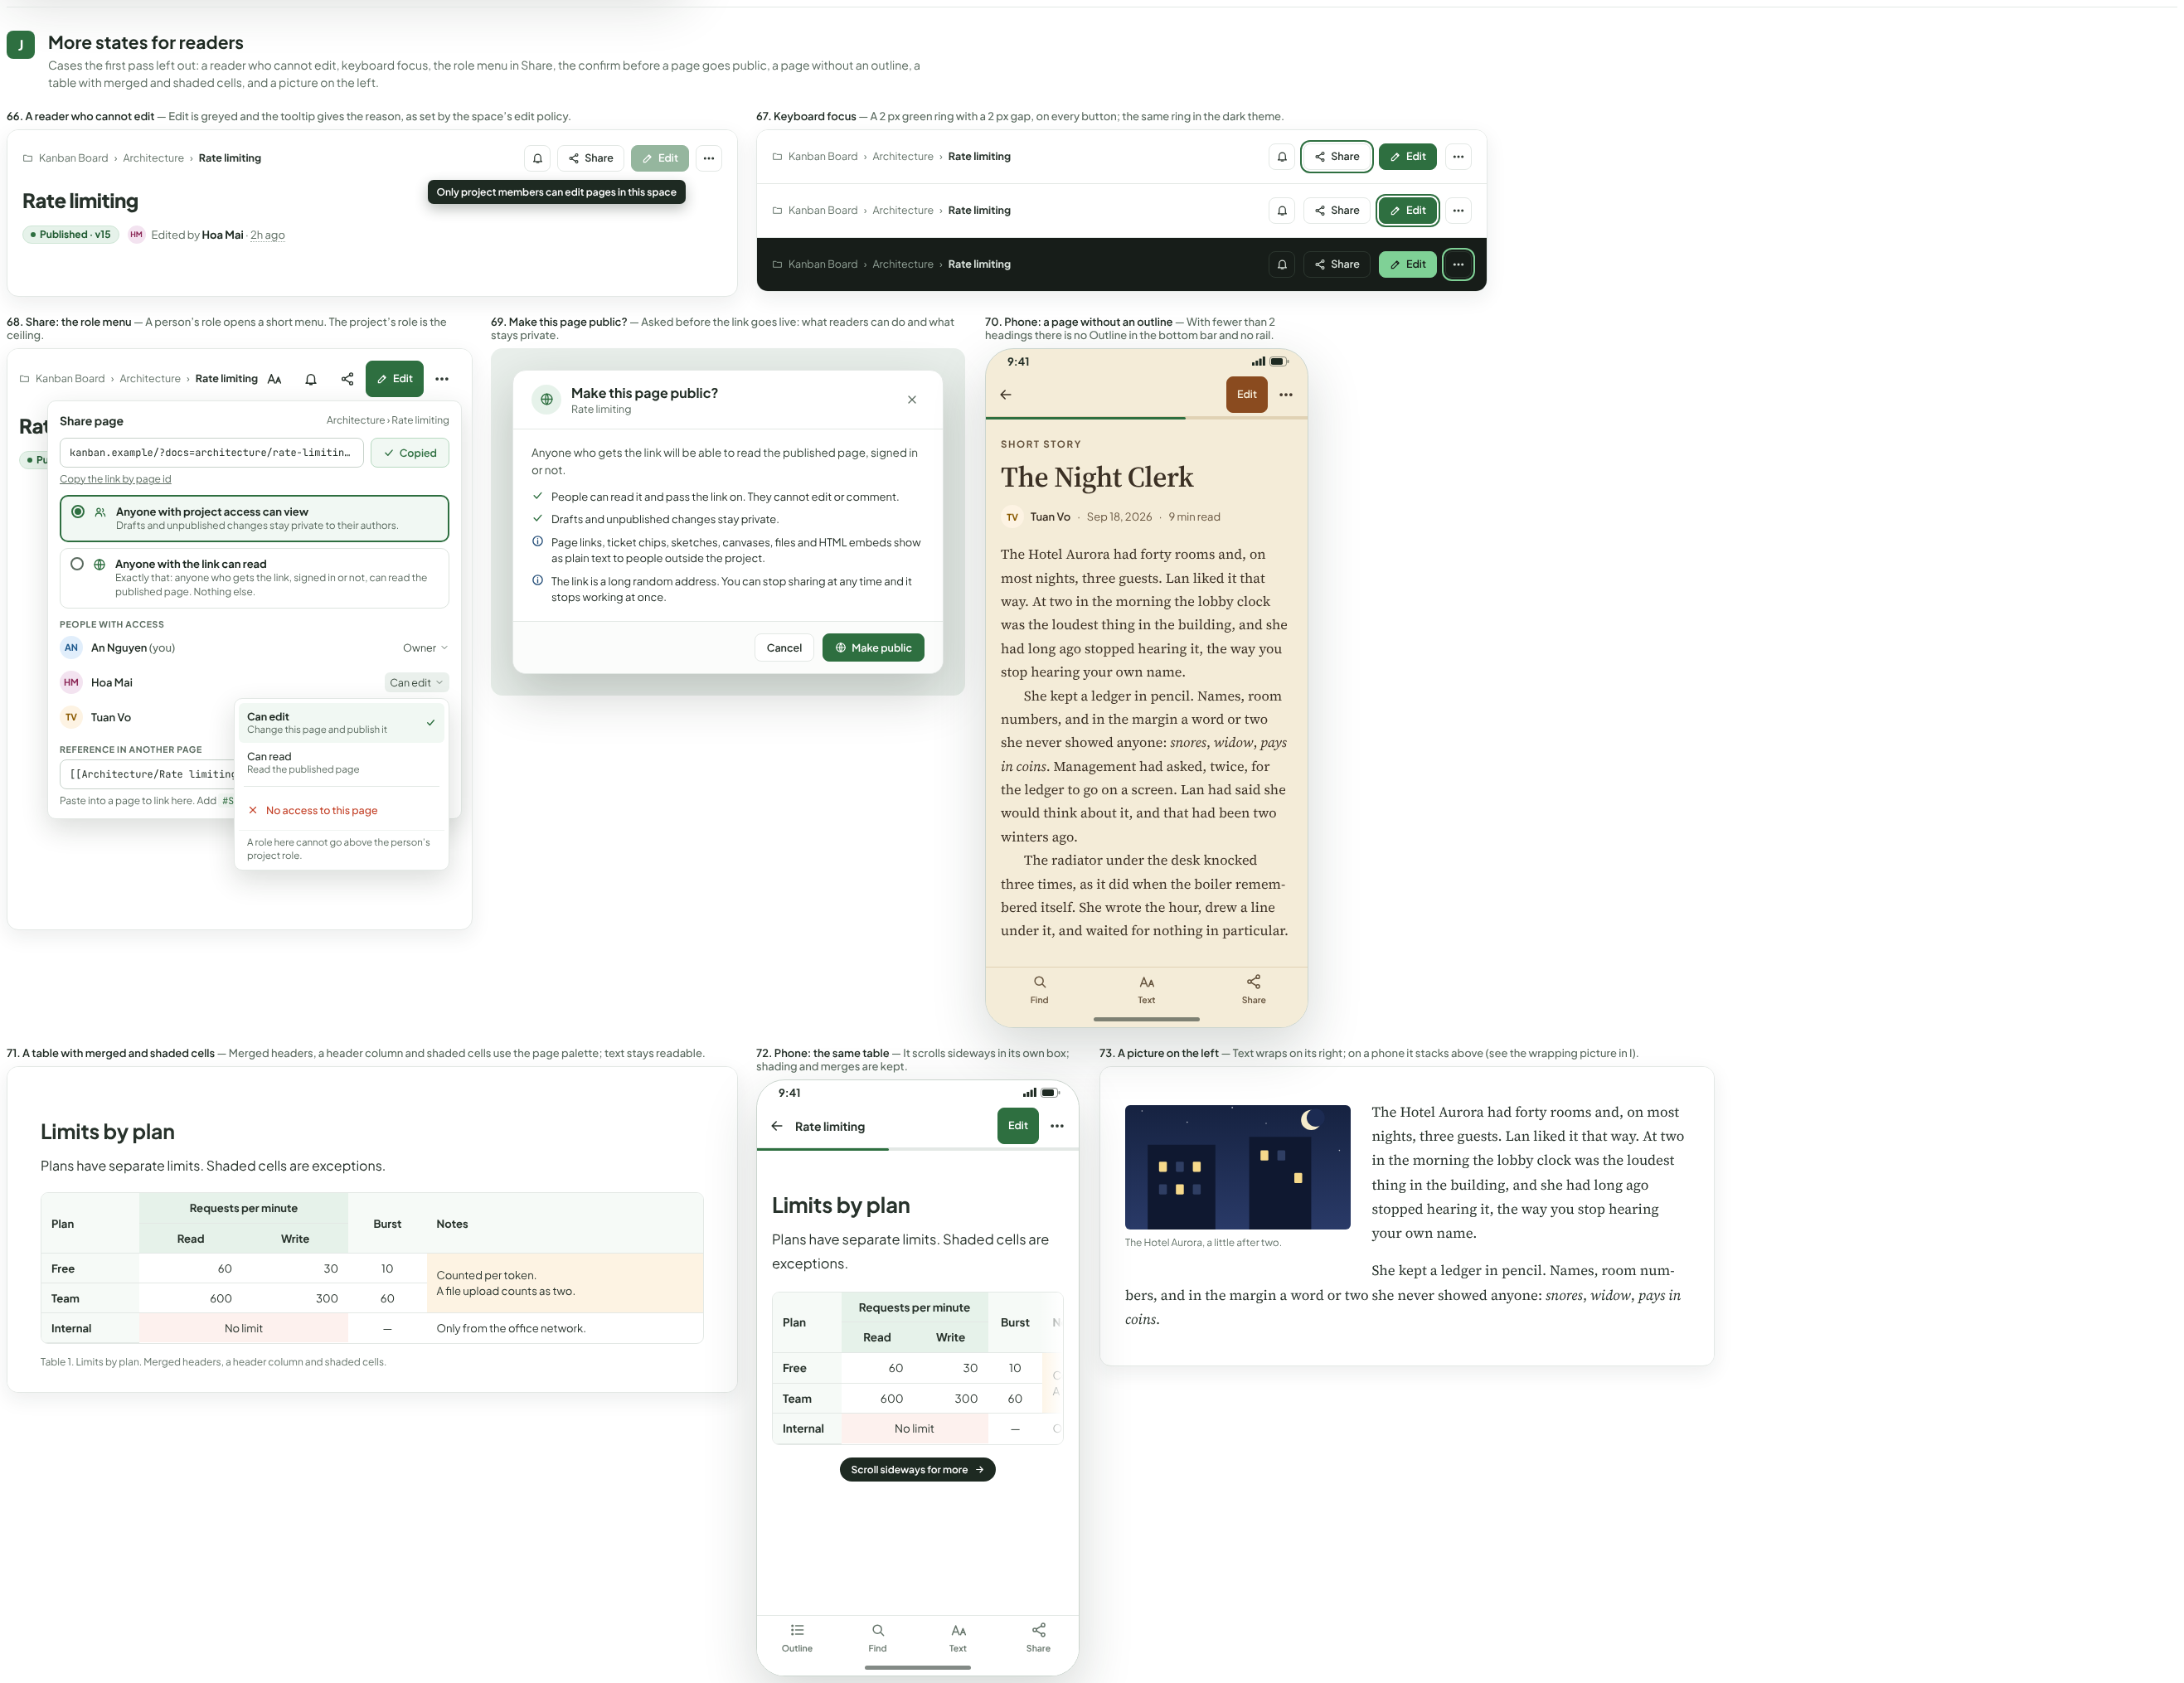 J
More states for readers
Cases the first pass left out: a reader who cannot edit, keyboard focus, the role menu in Share, the confirm before a page goes public, a page without an outline, a
table with merged and shaded cells, and a picture on the left.
66. A reader who cannot edit — Edit is greyed and the tooltip gives the reason, as set by the space's edit policy.
Kanban Board › Architecture › Rate limiting
Share
Edit
Only project members can edit pages in this space
Rate limiting
Published · v15
HM
Edited by Hoa Mai · 2h ago
67. Keyboard focus — A 2 px green ring with a 2 px gap, on every button; the same ring in the dark theme.
Kanban Board › Architecture › Rate limiting
Share
Edit
Kanban Board › Architecture › Rate limiting
Share
Edit
Kanban Board › Architecture › Rate limiting
Share
Edit
68. Share: the role menu — A person's role opens a short menu. The project's role is the
ceiling.
Kanban Board › Architecture › Rate limiting
AA
Edit
Rat
Pu
Share page
Architecture › Rate limiting
kanban.example/?docs=architecture/rate-limitin…
Copied
Copy the link by page id
Anyone with project access can view
Drafts and unpublished changes stay private to their authors.
Anyone with the link can read
Exactly that: anyone who gets the link, signed in or not, can read the
published page. Nothing else.
PEOPLE WITH ACCESS
AN
An Nguyen (you)
Owner
HM
Hoa Mai
Can edit
TV
Tuan Vo
Can edit
Change this page and publish it
Can read
Read the published page
No access to this page
A role here cannot go above the person's
project role.
REFERENCE IN ANOTHER PAGE
[[Architecture/Rate limiting
Paste into a page to link here. Add #S
69. Make this page public? — Asked before the link goes live: what readers can do and what
stays private.
Make this page public?
Rate limiting
Anyone who gets the link will be able to read the published page, signed in
or not.
People can read it and pass the link on. They cannot edit or comment.
Drafts and unpublished changes stay private.
Page links, ticket chips, sketches, canvases, files and HTML embeds show
as plain text to people outside the project.
The link is a long random address. You can stop sharing at any time and it
stops working at once.
Cancel
Make public
70. Phone: a page without an outline — With fewer than 2
headings there is no Outline in the bottom bar and no rail.
9:41
Edit
SHORT STORY
The Night Clerk
TV
Tuan Vo · Sep 18, 2026 · 9 min read
The Hotel Aurora had forty rooms and, on
most nights, three guests. Lan liked it that
way. At two in the morning the lobby clock
was the loudest thing in the building, and she
had long ago stopped hearing it, the way you
stop hearing your own name.
She kept a ledger in pencil. Names, room
numbers, and in the margin a word or two
she never showed anyone: snores, widow, pays
in coins. Management had asked, twice, for
the ledger to go on a screen. Lan had said she
would think about it, and that had been two
winters ago.
The radiator under the desk knocked
three times, as it did when the boiler remem-
bered itself. She wrote the hour, drew a line
under it, and waited for nothing in particular.
Find
AA
Text
Share
71. A table with merged and shaded cells — Merged headers, a header column and shaded cells use the page palette; text stays readable.
Limits by plan
Plans have separate limits. Shaded cells are exceptions.
Plan
Requests per minute
Burst
Notes
Read
Write
Free
60
30
10
Counted per token.
A file upload counts as two.
Team
600
300
60
Internal
No limit
—
Only from the office network.
Table 1. Limits by plan. Merged headers, a header column and shaded cells.
72. Phone: the same table — It scrolls sideways in its own box;
shading and merges are kept.
9:41
Rate limiting
Edit
Limits by plan
Plans have separate limits. Shaded cells are
exceptions.
Plan
Requests per minute
Burst
N
Read
Write
Free
60
30
10
C
A
Team
600
300
60
Internal
No limit
—
O
Scroll sideways for more →
Outline
Find
AA
Text
Share
73. A picture on the left — Text wraps on its right; on a phone it stacks above (see the wrapping picture in I).
The Hotel Aurora, a little after two.
The Hotel Aurora had forty rooms and, on most
nights, three guests. Lan liked it that way. At two
in the morning the lobby clock was the loudest
thing in the building, and she had long ago
stopped hearing it, the way you stop hearing
your own name.
She kept a ledger in pencil. Names, room num-
bers, and in the margin a word or two she never showed anyone: snores, widow, pays in
coins.